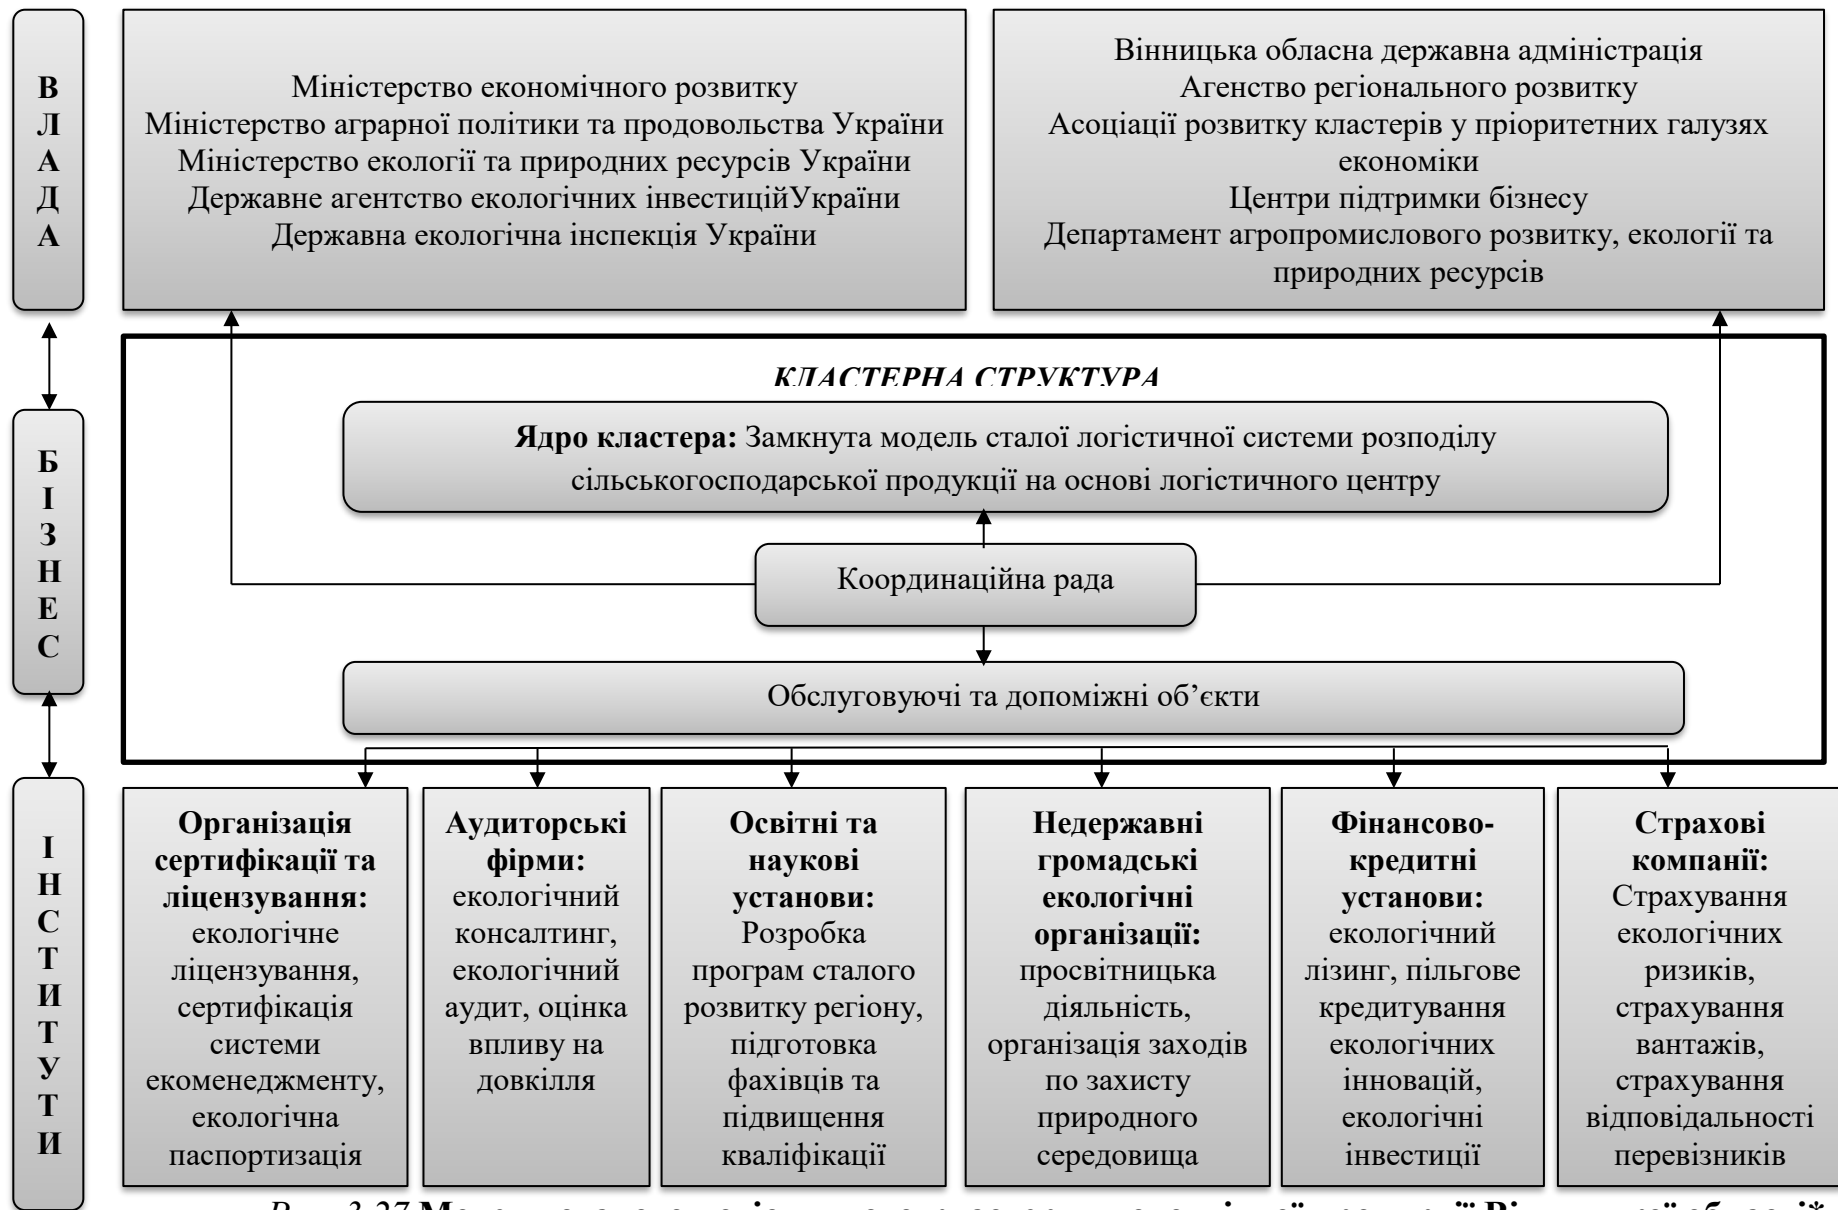 ВЛАДА
Міністерство економічного розвитку
Міністерство аграрної політики та продовольства України
Міністерство екології та природних ресурсів України
Державне агентство екологічних інвестиційУкраїни
Державна екологічна інспекція України
Вінницька обласна державна адміністрація
Агенство регіонального розвитку
Асоціації розвитку кластерів у пріоритетних галузях
економіки
Центри підтримки бізнесу
Департамент агропромислового розвитку, екології та
природних ресурсів
БІЗНЕС
КЛАСТЕРНА СТРУКТУРА
Ядро кластера: Замкнута модель сталої логістичної системи розподілу
сільськогосподарської продукції на основі логістичного центру
Координаційна рада
Обслуговуючі та допоміжні об’єкти
ІНСТИТУТИ
Організація
сертифікації та
ліцензування:
екологічне
ліцензування,
сертифікація
системи
екоменеджменту,
екологічна
паспортизація
Аудиторські
фірми:
екологічний
консалтинг,
екологічний
аудит, оцінка
впливу на
довкілля
Освітні та
наукові
установи:
Розробка
програм сталого
розвитку регіону,
підготовка
фахівців та
підвищення
кваліфікації
Недержавні
громадські
екологічні
організації:
просвітницька
діяльність,
організація заходів
по захисту
природного
середовища
Фінансово-
кредитні
установи:
екологічний
лізинг, пільгове
кредитування
екологічних
інновацій,
екологічні
інвестиції
Страхові
компанії:
Страхування
екологічних
ризиків,
страхування
вантажів,
страхування
відповідальності
перевізників
3.27